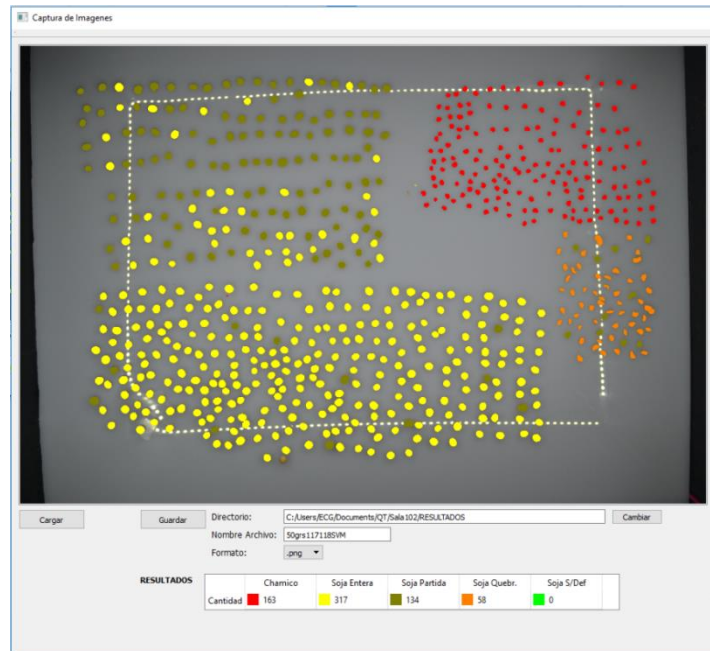 Captura de Imagenes
Cargar
Guardar
Directorio: C:/Users/ECG/Documents/QT/Sala102/RESULTADOS
Cambiar
Nombre Archivo: 50grs117118SVM
Formato: .png
RESULTADOS
Chamico Soja Entera Soja Partida Soja Quebr. Soja S/Def
Cantidad 163 317 134 58 0